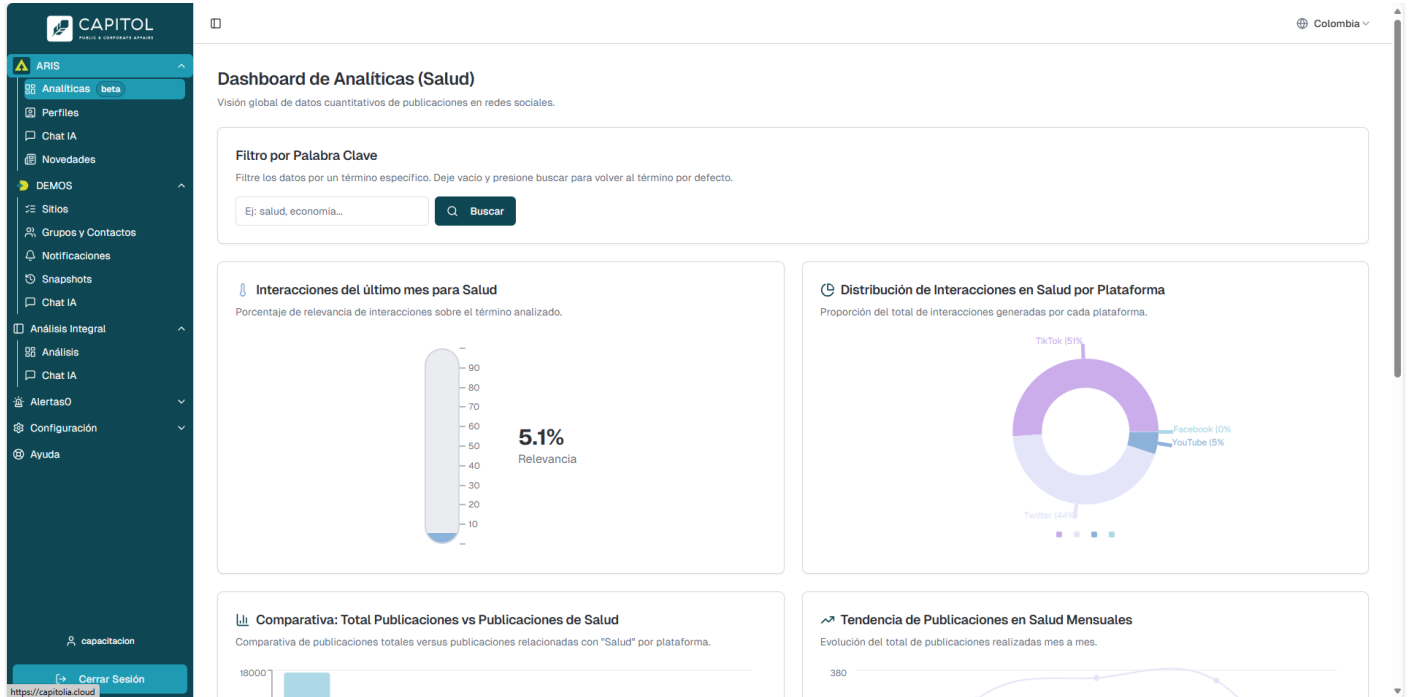 CAPITOL
PUBLIC & CORPORATE AFFAIRS
Colombia
ARIS
Analíticas beta
Perfiles
Chat IA
Novedades
DEMOS
Sitios
Grupos y Contactos
Notificaciones
Snapshots
Chat IA
Análisis Integral
Análisis
Chat IA
Alertas0
Configuración
Ayuda
capacitacion
Cerrar Sesión
https://capitolia.cloud
Dashboard de Analíticas (Salud)
Visión global de datos cuantitativos de publicaciones en redes sociales.
Filtro por Palabra Clave
Filtre los datos por un término específico. Deje vacío y presione buscar para volver al término por defecto.
Ej: salud, economía...
Buscar
Interacciones del último mes para Salud
Porcentaje de relevancia de interacciones sobre el término analizado.
90
80
70
60
50
40
30
20
10
5.1%
Relevancia
Distribución de Interacciones en Salud por Plataforma
Proporción del total de interacciones generadas por cada plataforma.
TikTok (51%
Facebook (0%
YouTube (5%
Twitter (44%
Comparativa: Total Publicaciones vs Publicaciones de Salud
Comparativa de publicaciones totales versus publicaciones relacionadas con "Salud" por plataforma.
18000
Tendencia de Publicaciones en Salud Mensuales
Evolución del total de publicaciones realizadas mes a mes.
380